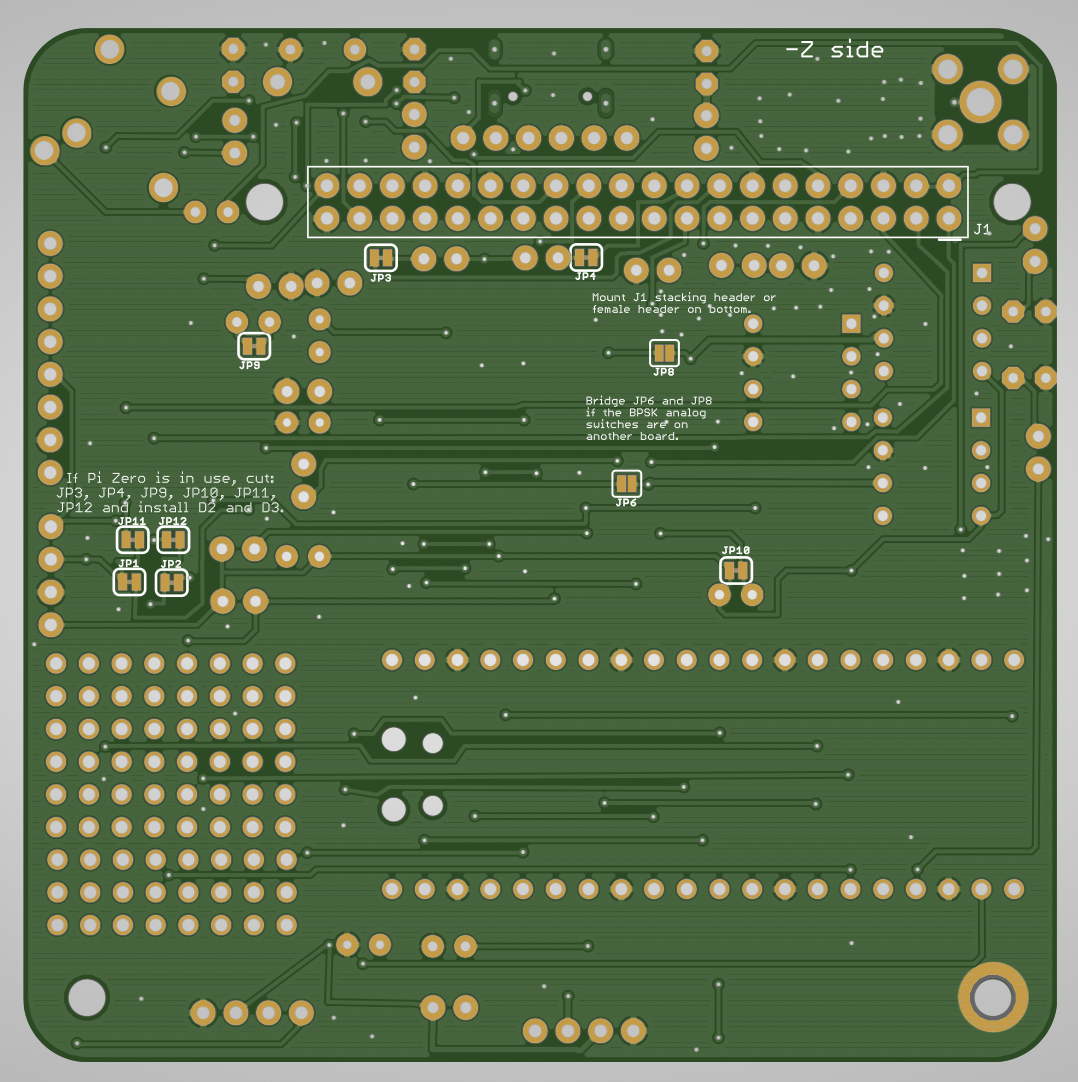 -Z side
J1
JP3
JP4
Mount J1 stacking header or
female header on bottom.
JP9
JP8
Bridge JP6 and JP8
if the BPSK analog
switches are on
another board.
If Pi Zero is in use, cut:
JP3, JP4, JP9, JP10, JP11,
JP12 and install D2 and D3.
JP6
JP11
JP12
JP10
JP1
JP2